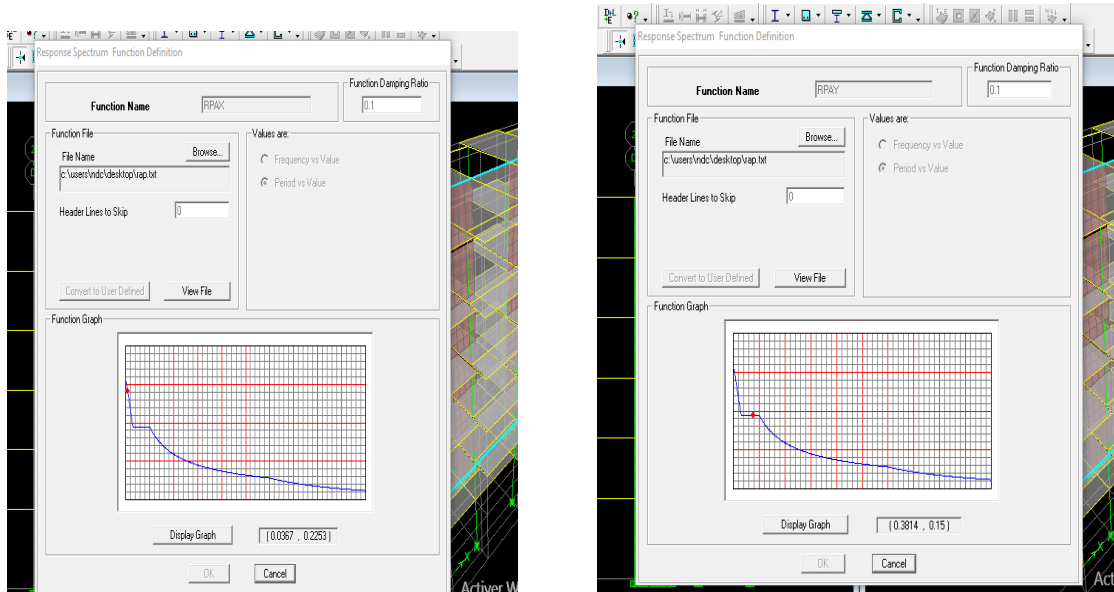 Response Spectrum Function Definition
Function Name
RPAX
Function Damping Ratio
0.1
Function File
File Name
Browse...
c:\users\ndc\desktop\rap.txt
Header Lines to Skip
0
Convert to User Defined
View File
Values are:
Frequency vs Value
Period vs Value
Function Graph
Display Graph
(0.0367 , 0.2253)
OK
Cancel
Activer W
Response Spectrum Function Definition
Function Name
RPAY
Function Damping Ratio
0.1
Function File
File Name
Browse...
c:\users\ndc\desktop\rap.txt
Header Lines to Skip
0
Convert to User Defined
View File
Values are:
Frequency vs Value
Period vs Value
Function Graph
Display Graph
(0.3814 , 0.15)
OK
Cancel
Act